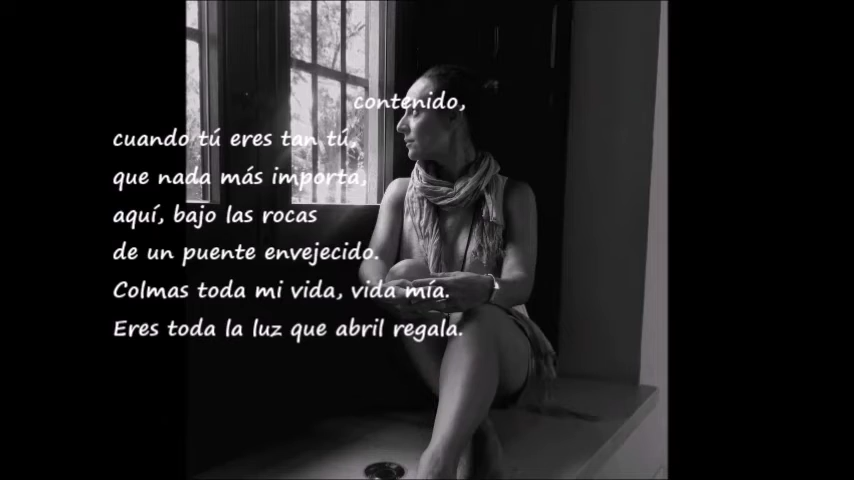 contenido,
cuando tú eres tan tú,
que nada más importa,
aquí, bajo las rocas
de un puente envejecido.
Colmas toda mi vida, vida mía.
Eres toda la luz que abril regala.